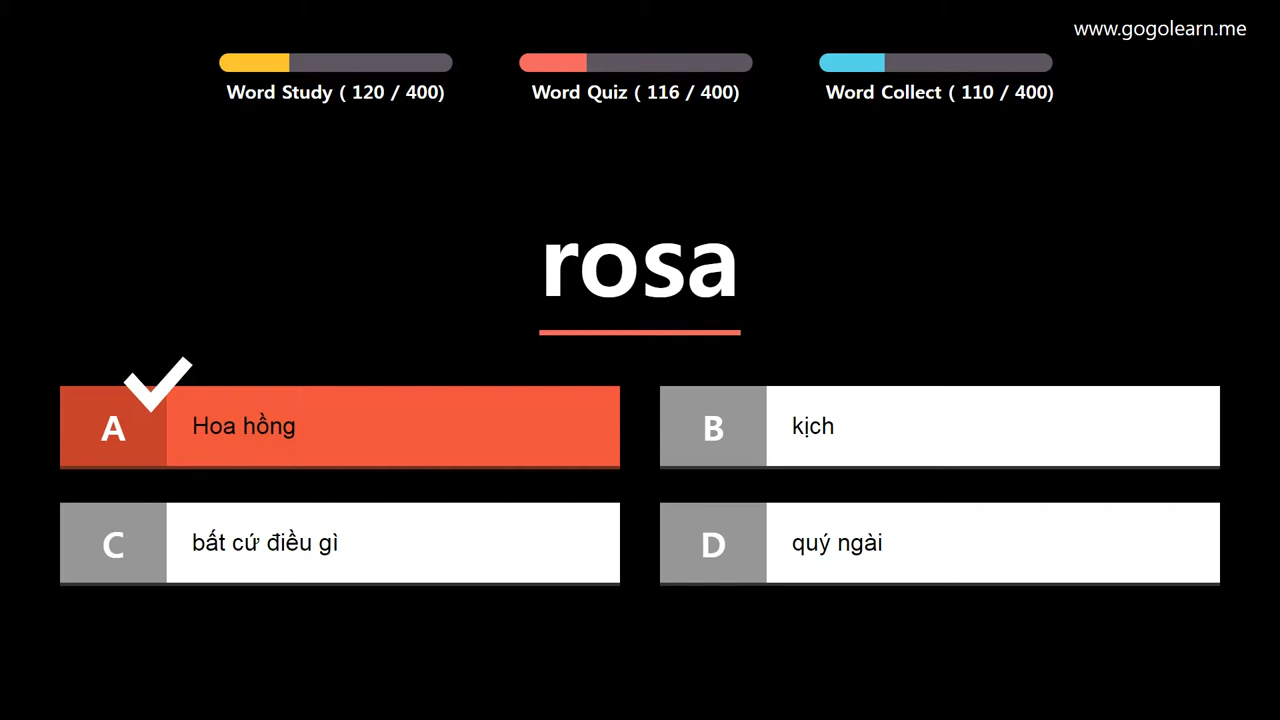 www.gogolearn.me
Word Study ( 120 / 400)
Word Quiz ( 116 / 400)
Word Collect ( 110 / 400)
rosa
A Hoa hồng
B kịch
C bất cứ điều gì
D quý ngài